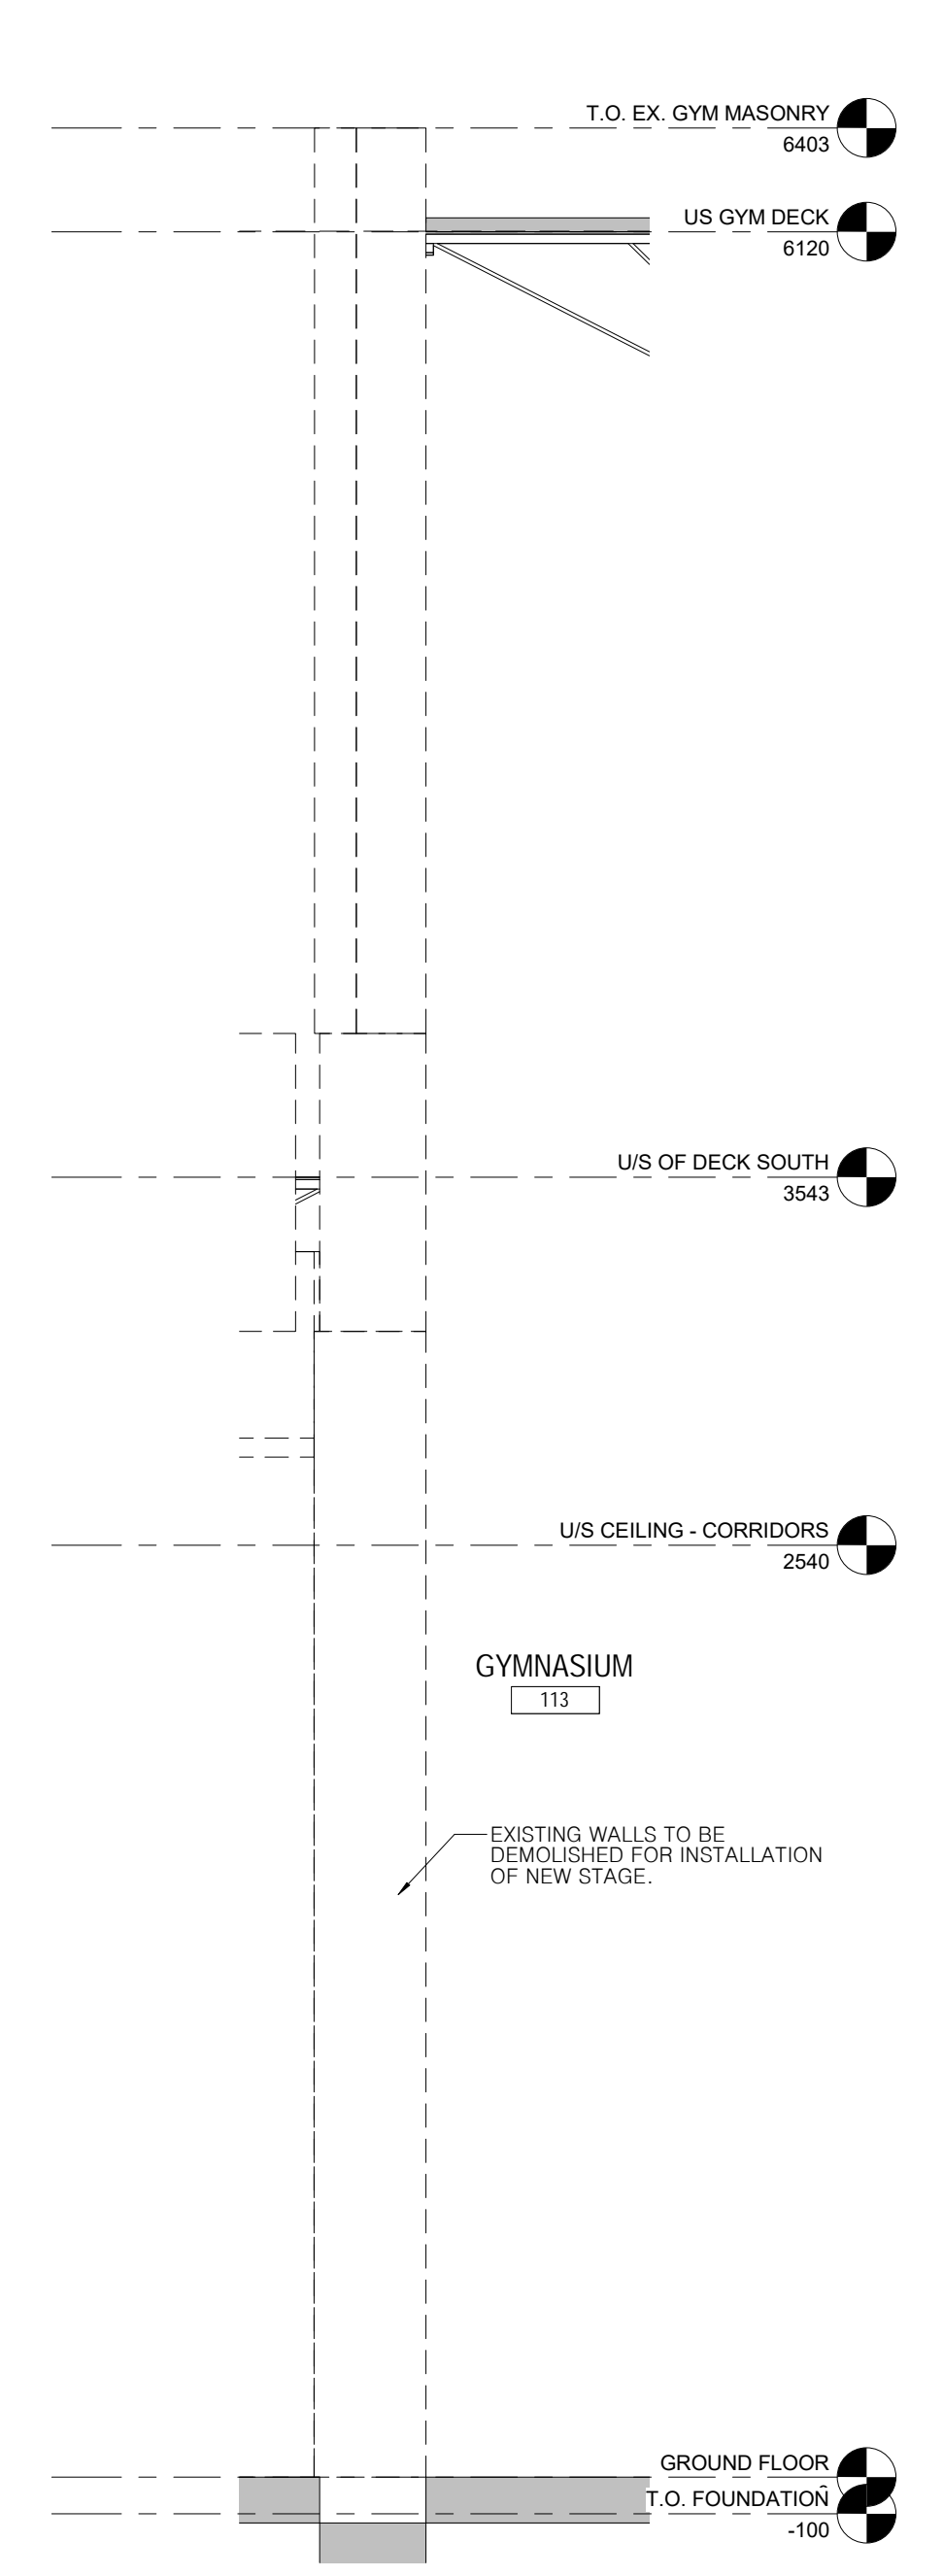 T.O. EX. GYM MASONRY
6403
US GYM DECK
6120
U/S OF DECK SOUTH
3543
U/S CEILING - CORRIDORS
2540
GYMNASIUM
113
EXISTING WALLS TO BE
DEMOLISHED FOR INSTALLATION
OF NEW STAGE.
GROUND FLOOR
T.O. FOUNDATION
-100